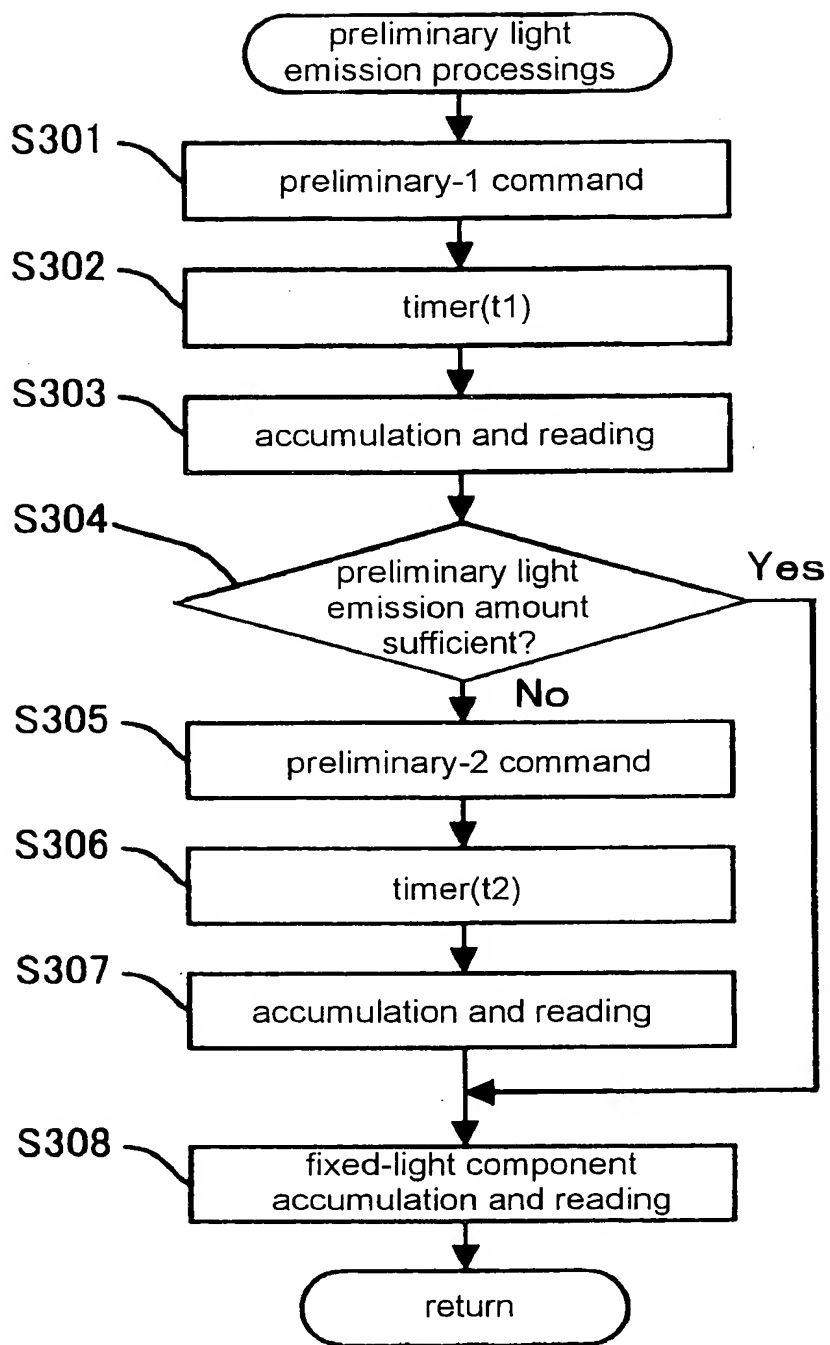 preliminary light
emission processings
S301
preliminary-1 command
S302
timer(t1)
S303
accumulation and reading
S304
preliminary light
emission amount
sufficient?
Yes
No
S305
preliminary-2 command
S306
timer(t2)
S307
accumulation and reading
S308
fixed-light component
accumulation and reading
return